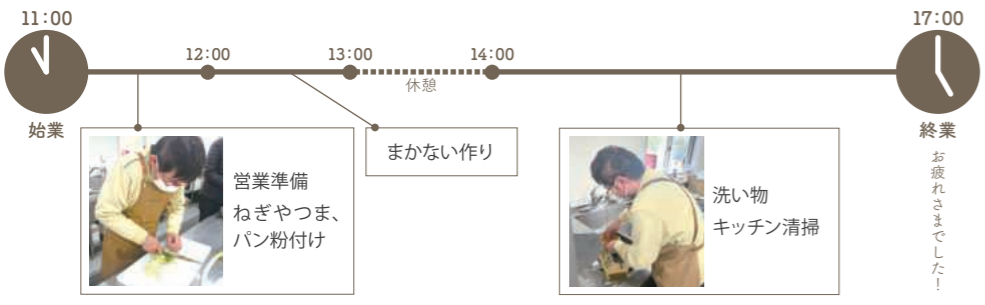 11:00
始業
12:00
13:00
休憩
14:00
17:00
終業
お疲れさまでした！
営業準備
ねぎやつま、
パン粉付け
まかない作り
洗い物
キッチン清掃